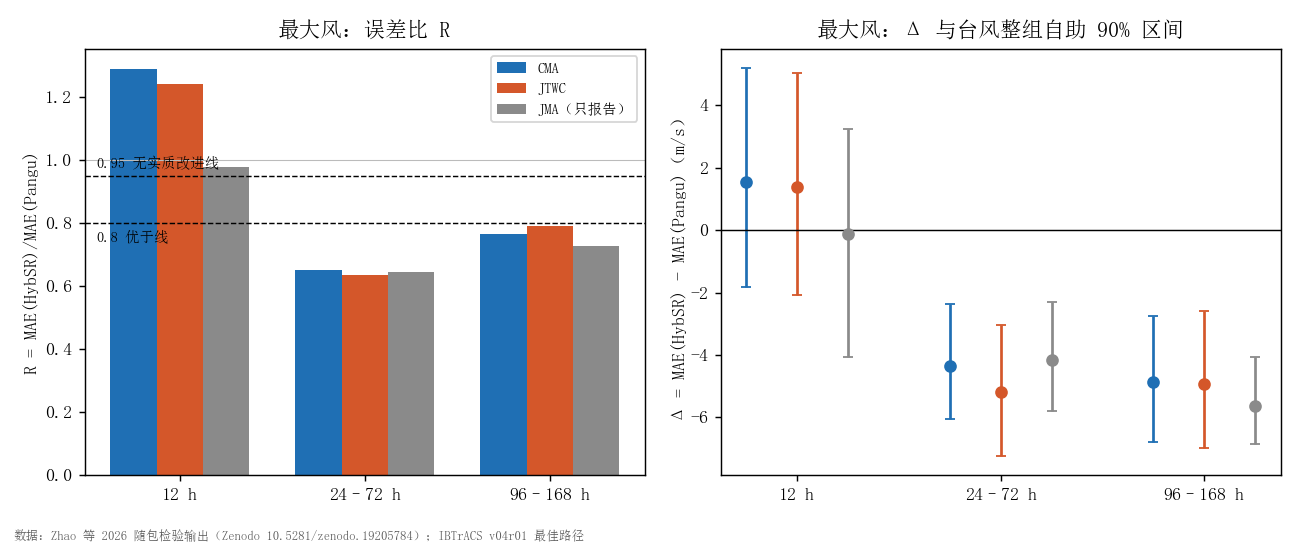 最大风: 误差比 R
R = MAE(HybSR)/MAE(Pangu)
1.2
1.0
0.8
0.6
0.4
0.2
0.0
CMA
JTWC
JMA（只报告）
0.95 无实质改进线
0.8 优于线
12 h
24–72 h
96–168 h
最大风: Δ 与台风整组自助 90% 区间
Δ = MAE(HybSR) − MAE(Pangu) (m/s)
4
2
0
−2
−4
−6
12 h
24–72 h
96–168 h
数据: Zhao 等 2026 随包检验输出（Zenodo 10.5281/zenodo.19205784）; IBTrACS v04r01 最佳路径